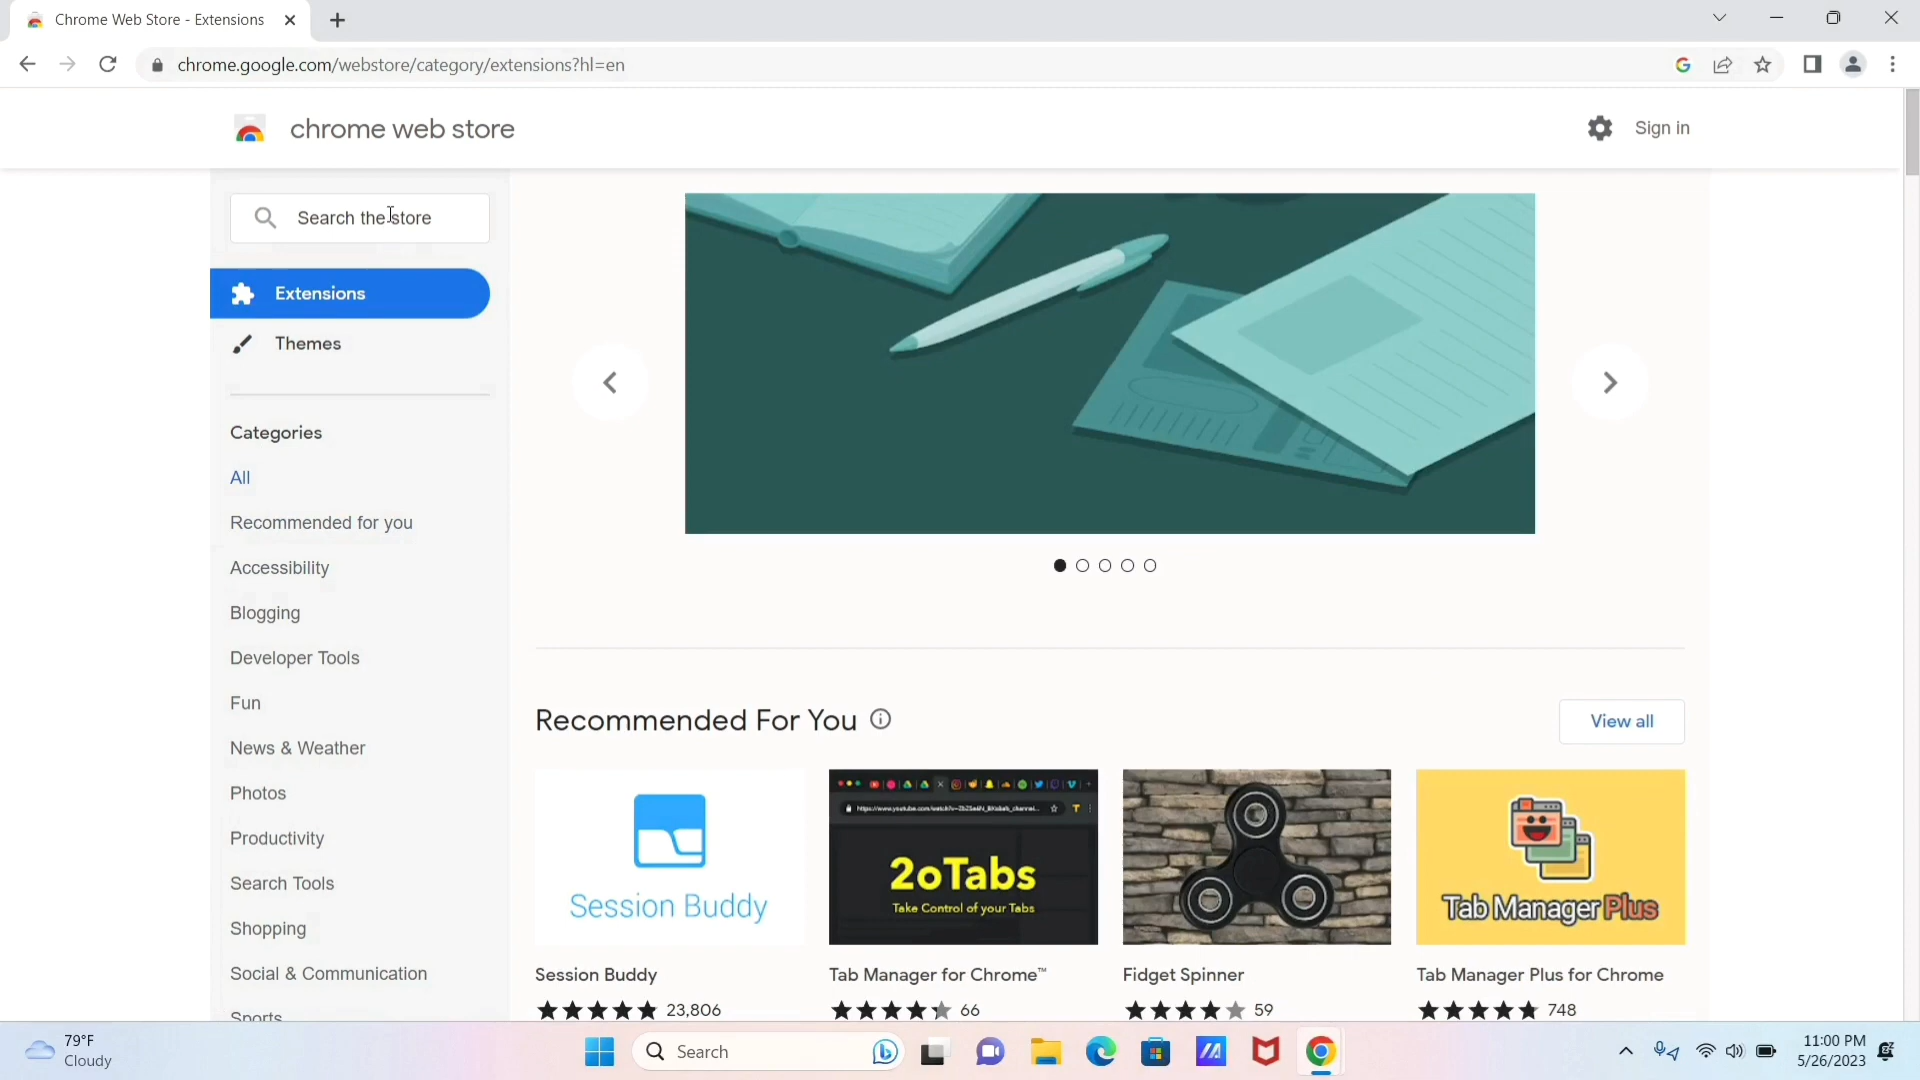 Chrome Web Store - Extensions
chrome.google.com/webstore/category/extensions?hl=en
chrome web store
Sign in
Search the store
Extensions
Themes
Categories
All
Recommended for you
Accessibility
Blogging
Developer Tools
Fun
News & Weather
Photos
Productivity
Search Tools
Shopping
Social & Communication
Sports
Recommended For You
View all
Session Buddy
2oTabs
Take Control of your Tabs
Tab Manager Plus
Session Buddy
Tab Manager for Chrome™
Fidget Spinner
Tab Manager Plus for Chrome
23,806
66
59
748
79°F
Cloudy
Search
11:00 PM
5/26/2023